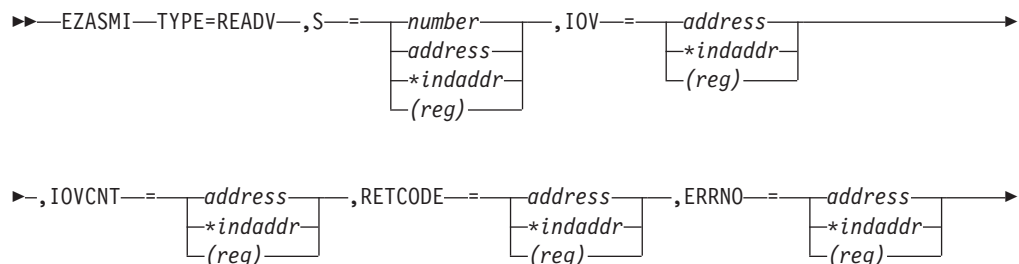 ►►—EZASMI—TYPE=READV—,S—=—number—,IOV—=—address—►
address *indaddr
*indaddr (reg)
(reg)
►—,IOVCNT—=—address—,RETCODE—=—address—,ERRNO—=—address—►
*indaddr *indaddr *indaddr
(reg) (reg) (reg)